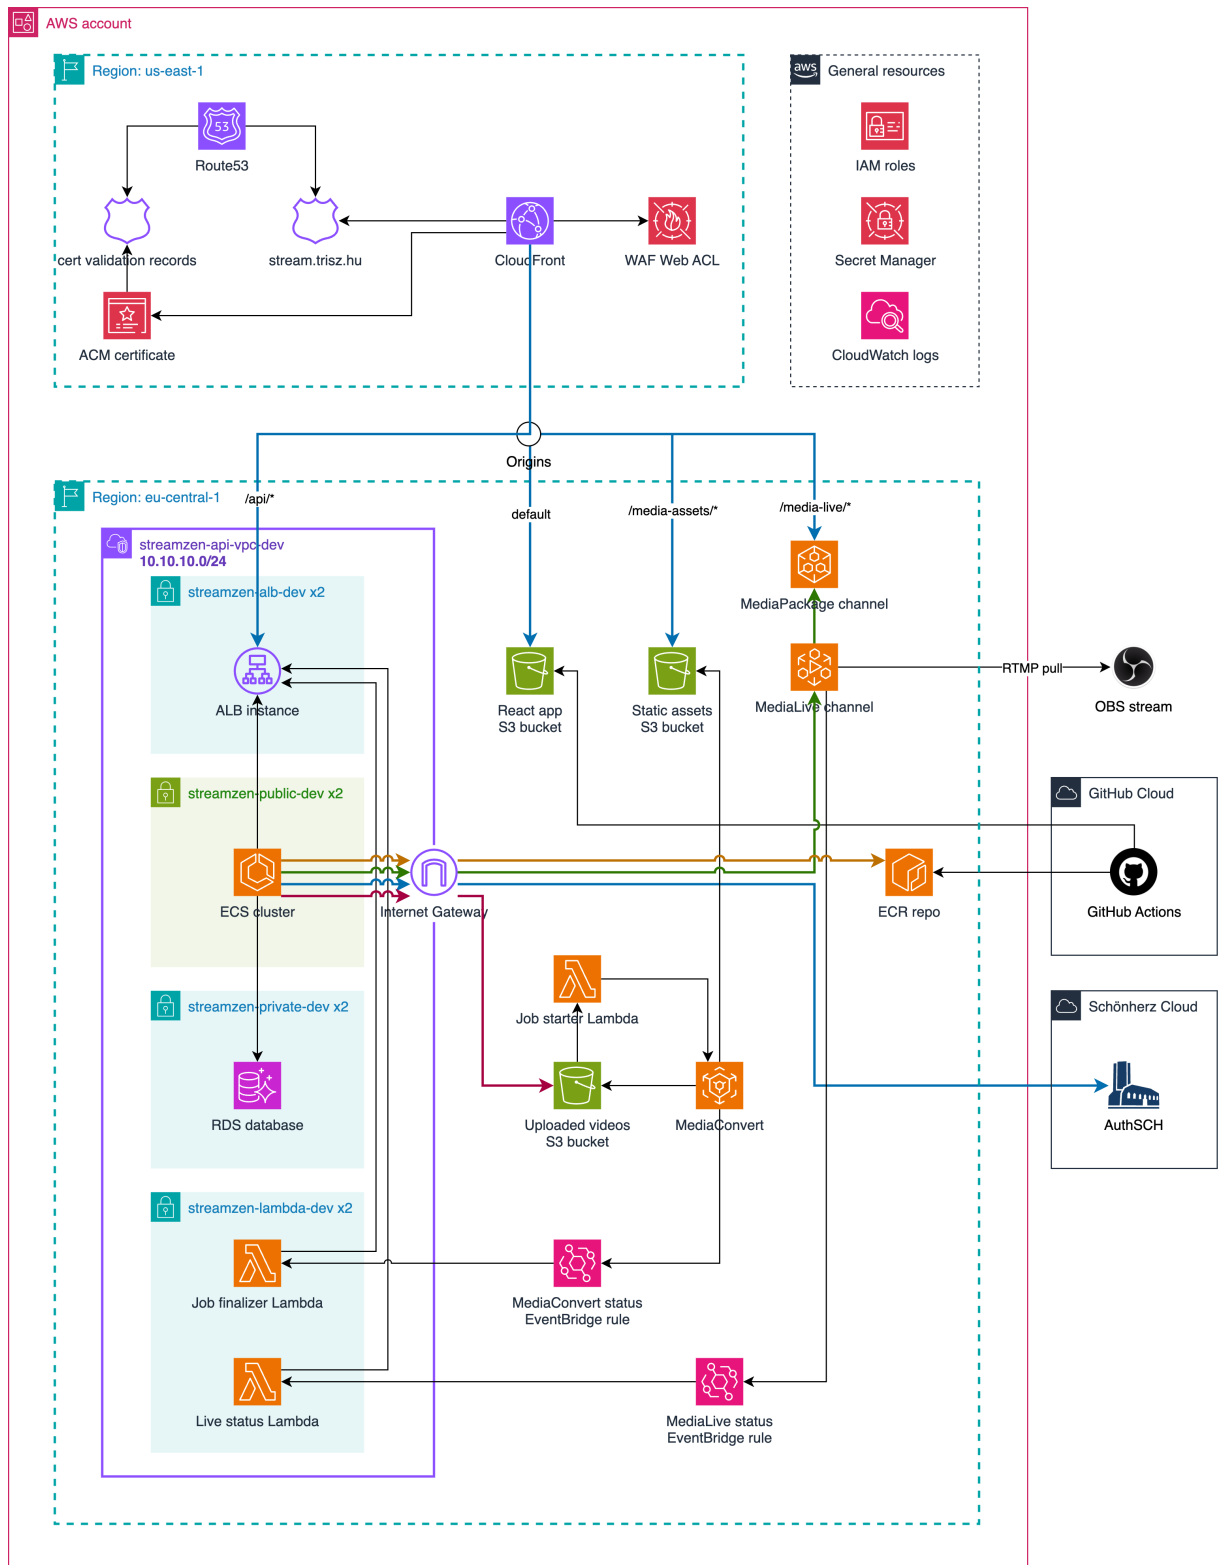 AWS account
Region: us-east-1
General resources
53
Route53
aws
IAM roles
cert validation records
stream.trisz.hu
CloudFront
WAF Web ACL
Secret Manager
ACM certificate
CloudWatch logs
Origins
Region: eu-central-1
/api/*
default
/media-assets/*
/media-live/*
streamzen-api-vpc-dev
10.10.10.0/24
streamzen-alb-dev x2
MediaPackage channel
RTMP pull
ALB instance
React app
S3 bucket
Static assets
S3 bucket
MediaLive channel
OBS stream
streamzen-public-dev x2
GitHub Cloud
ECS cluster
Internet Gateway
ECR repo
GitHub Actions
streamzen-private-dev x2
Job starter Lambda
Schönherz Cloud
RDS database
Uploaded videos
S3 bucket
MediaConvert
AuthSCH
streamzen-lambda-dev x2
Job finalizer Lambda
MediaConvert status
EventBridge rule
Live status Lambda
MediaLive status
EventBridge rule